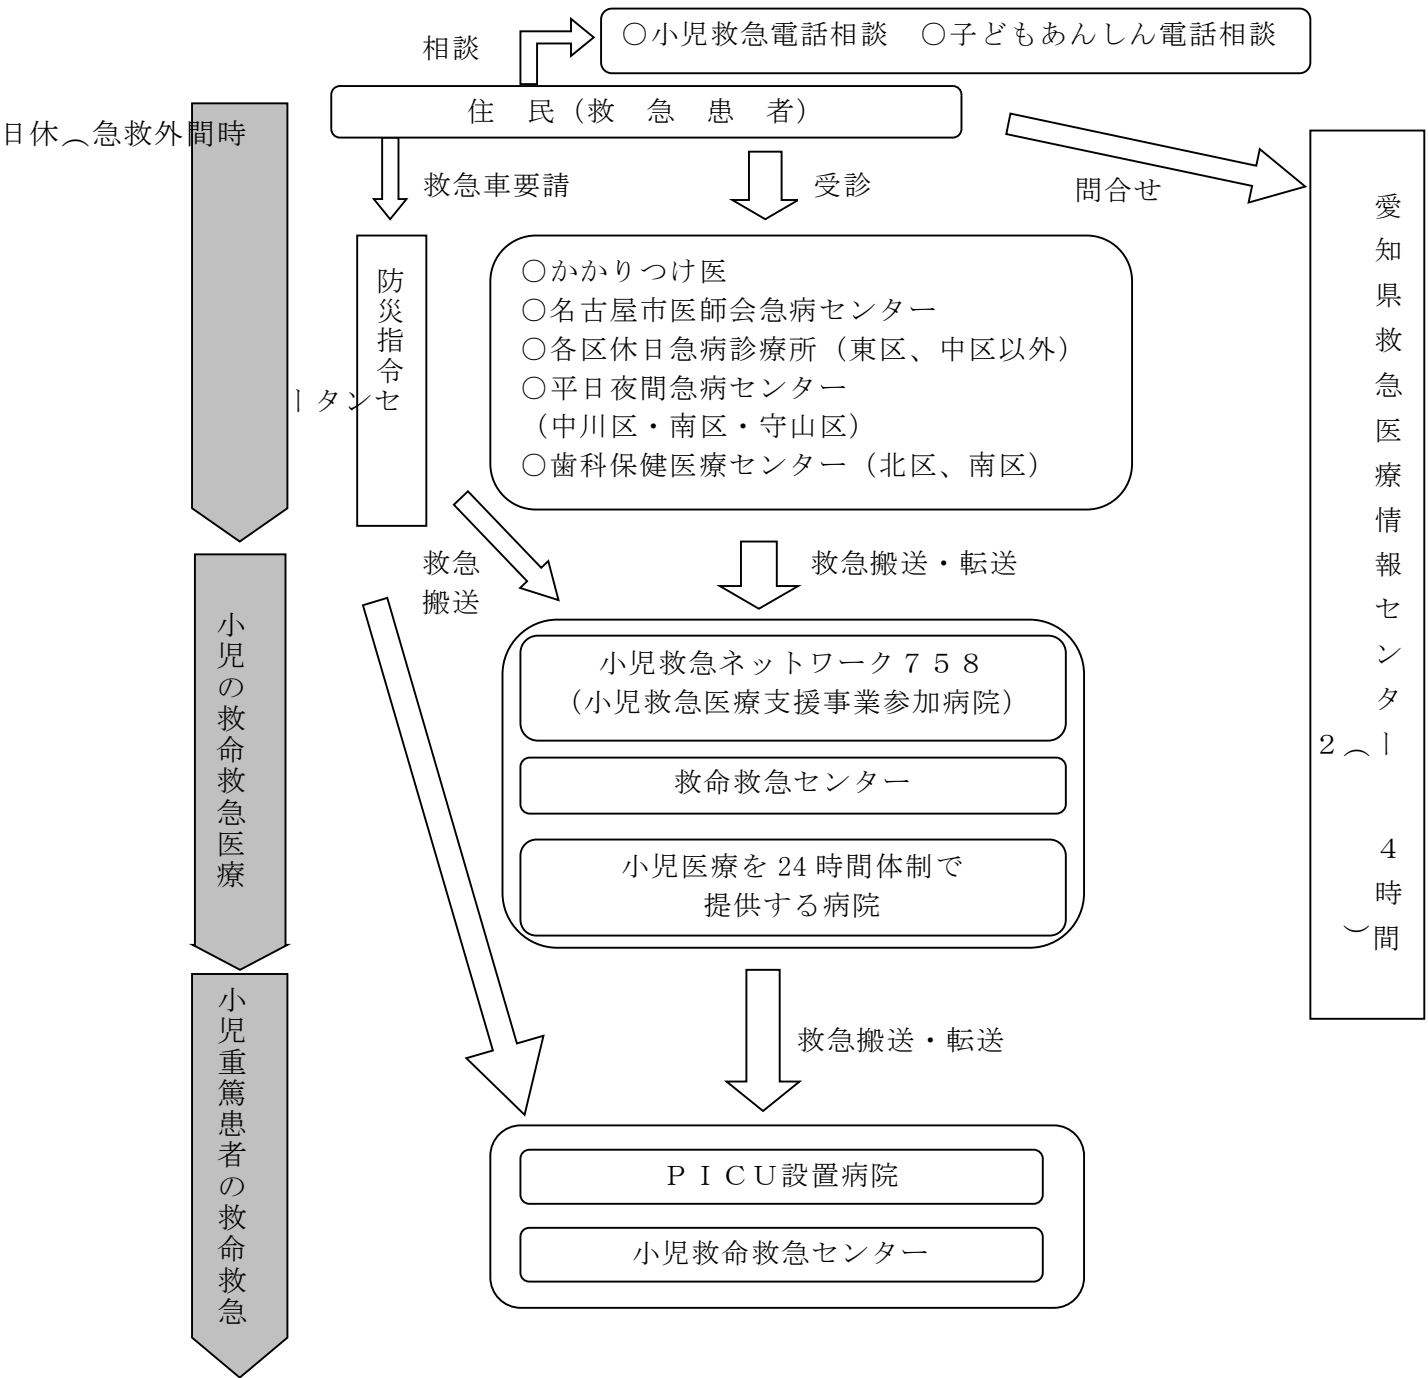 相談
○小児救急電話相談　○子どもあんしん電話相談
住　民（救　急　患　者）
時間外救急（休日
救急車要請
受診
問合せ
防災指令センター
○かかりつけ医
○名古屋市医師会急病センター
○各区休日急病診療所（東区、中区以外）
○平日夜間急病センター
（中川区・南区・守山区）
○歯科保健医療センター（北区、南区）
愛知県救急医療情報センター（２４時間）
救急
搬送
救急搬送・転送
小児の救命救急医療
小児救急ネットワーク７５８
（小児救急医療支援事業参加病院）
救命救急センター
小児医療を 24 時間体制で
提供する病院
救急搬送・転送
小児重篤患者の救命救急
ＰＩＣＵ設置病院
小児救命救急センター